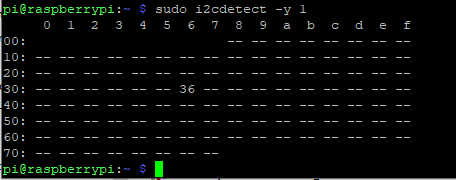 pi@raspberrypi:~ $ sudo i2cdetect -y 1
     0  1  2  3  4  5  6  7  8  9  a  b  c  d  e  f
00:                         -- -- -- -- -- -- -- --
10: -- -- -- -- -- -- -- -- -- -- -- -- -- -- -- --
20: -- -- -- -- -- -- -- -- -- -- -- -- -- -- -- --
30: -- -- -- -- -- -- 36 -- -- -- -- -- -- -- -- --
40: -- -- -- -- -- -- -- -- -- -- -- -- -- -- -- --
50: -- -- -- -- -- -- -- -- -- -- -- -- -- -- -- --
60: -- -- -- -- -- -- -- -- -- -- -- -- -- -- -- --
70: -- -- -- -- -- -- -- --
pi@raspberrypi:~ $